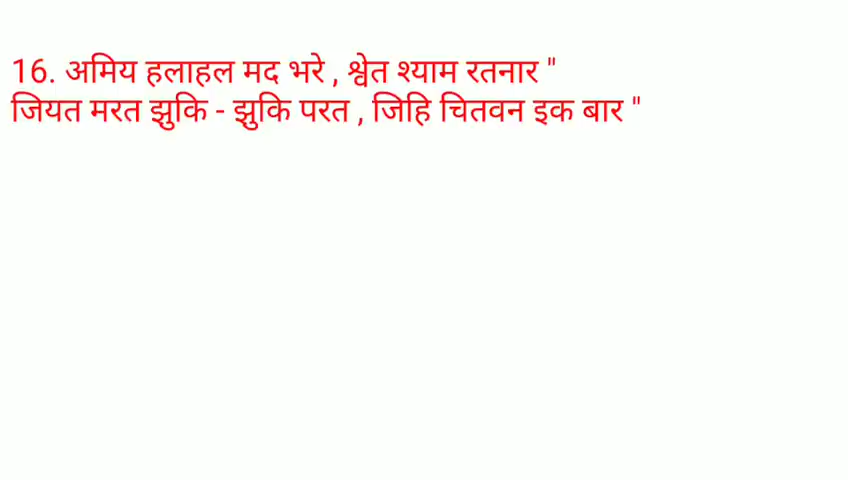 16. अमिय हलाहल मद भरे , श्वेत श्याम रतनार "
जियत मरत झुकि - झुकि परत , जिहि चितवन इक बार "